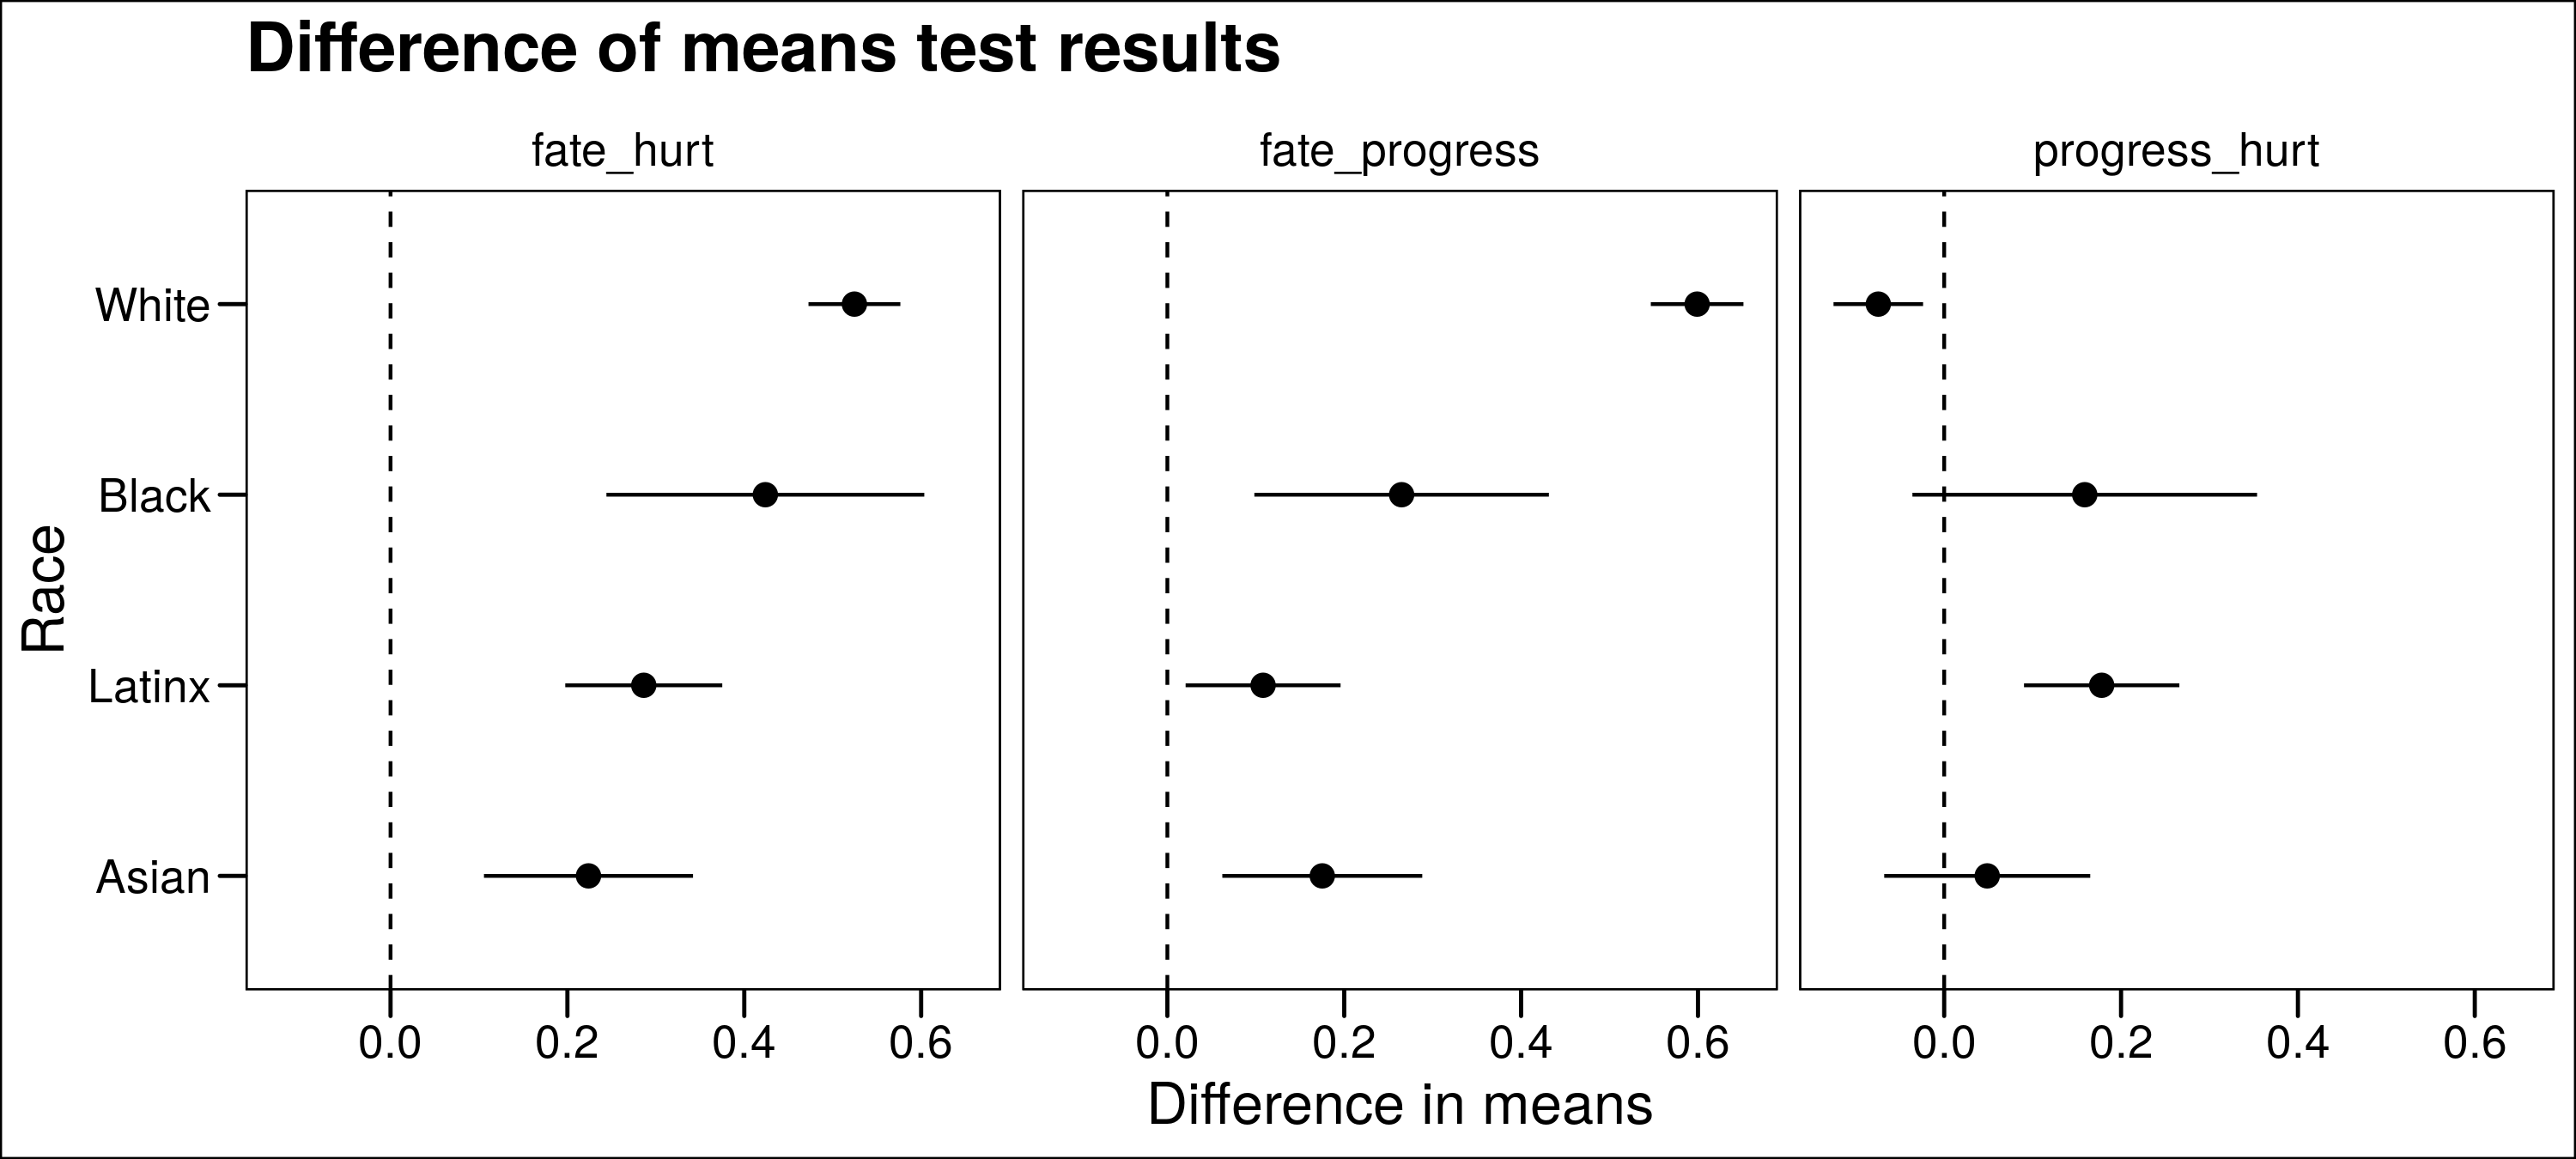 Difference of means test results
fate_hurt
fate_progress
progress_hurt
White
Black
Latinx
Asian
Race
0.0 0.2 0.4 0.6
0.0 0.2 0.4 0.6
0.0 0.2 0.4 0.6
Difference in means